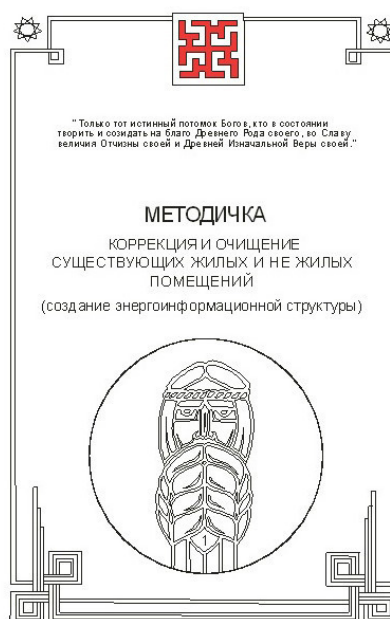 "Только тот истинный потомок Богов, кто в состоянии
творить и созидать на благо Древнего Рода своего, во Славу
величия Отчизны своей и Древней Изначальной Веры своей."
МЕТОДИЧКА
КОРРЕКЦИЯ И ОЧИЩЕНИЕ
СУЩЕСТВУЮЩИХ ЖИЛЫХ И НЕ ЖИЛЫХ
ПОМЕЩЕНИЙ
(создание энергоинформационной структуры)
1